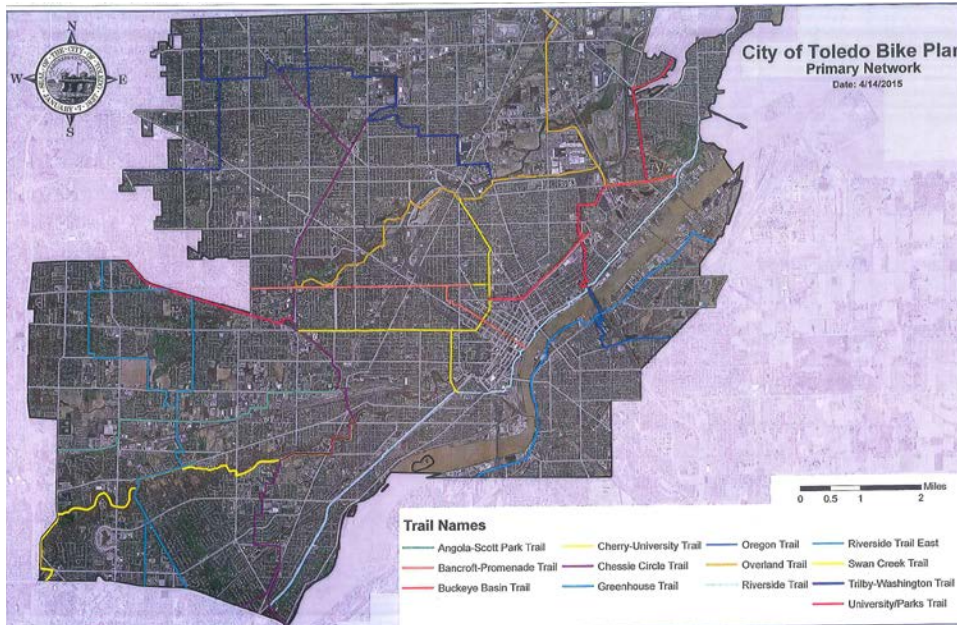 N
W
E
S
City of Toledo Bike Plan
Primary Network
Date: 4/14/2015
0 0.5 1 2 Miles
Trail Names
Angola-Scott Park Trail
Bancroft-Promenade Trail
Buckeye Basin Trail
Cherry-University Trail
Chessie Circle Trail
Greenhouse Trail
Oregon Trail
Overland Trail
Riverside Trail
Riverside Trail East
Swan Creek Trail
Trilby-Washington Trail
University/Parks Trail